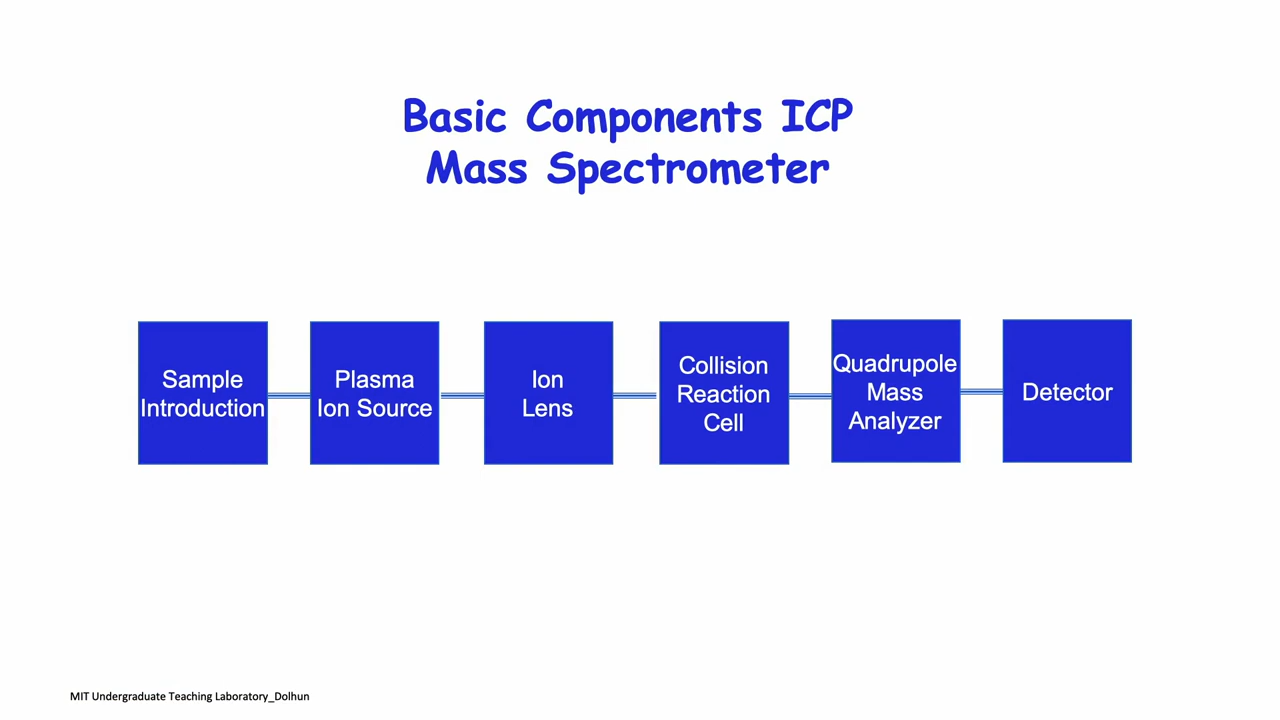 Basic Components ICP
Mass Spectrometer
Sample
Introduction
Plasma
Ion Source
Ion
Lens
Collision
Reaction
Cell
Quadrupole
Mass
Analyzer
Detector
MIT Undergraduate Teaching Laboratory_Dolhun